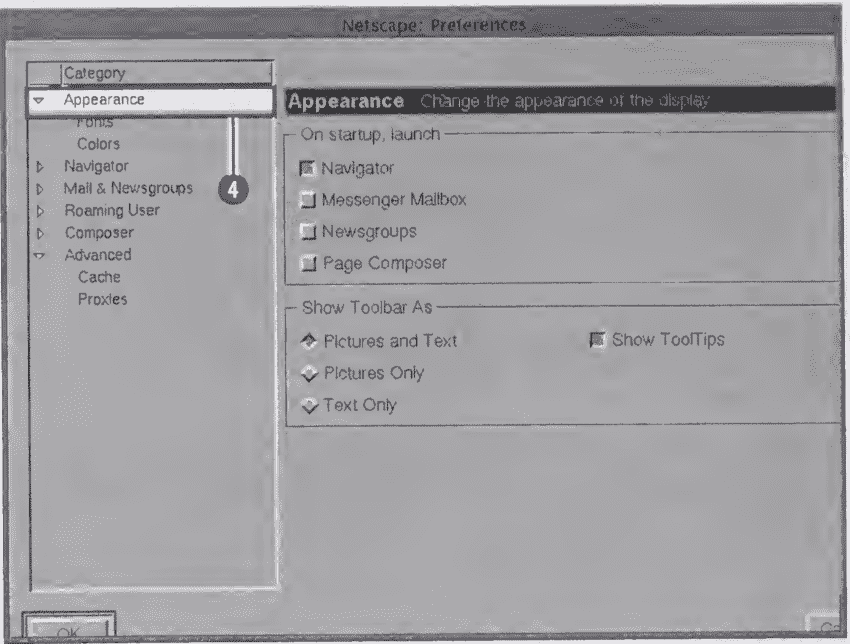 Netscape: Preferences
Category
Appearance
Fonts
Colors
Navigator
Mail & Newsgroups
Roaming User
Composer
Advanced
Cache
Proxies
4
Appearance Change the appearance of the display
On startup, launch
Navigator
Messenger Mailbox
Newsgroups
Page Composer
Show Toolbar As
Pictures and Text
Show ToolTips
Pictures Only
Text Only
OK